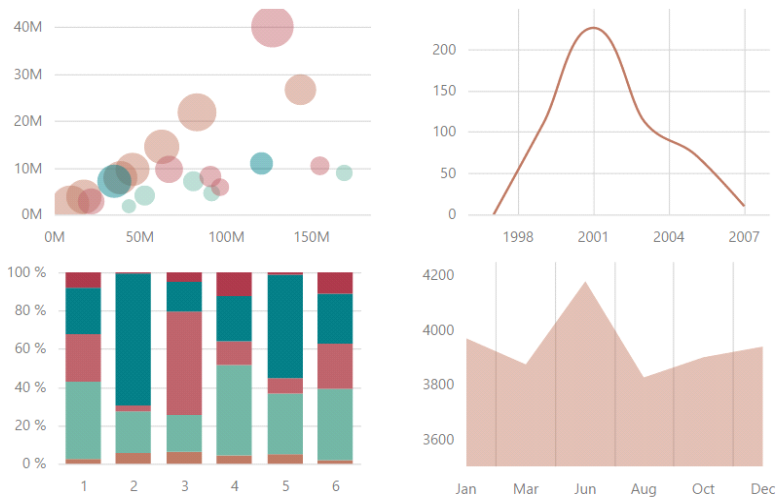 40M
30M
20M
10M
0M
0M 50M 100M 150M
200
150
100
50
0
1998 2001 2004 2007
100 %
80 %
60 %
40 %
20 %
0 %
1 2 3 4 5 6
4200
4000
3800
3600
Jan Mar Jun Aug Oct Dec